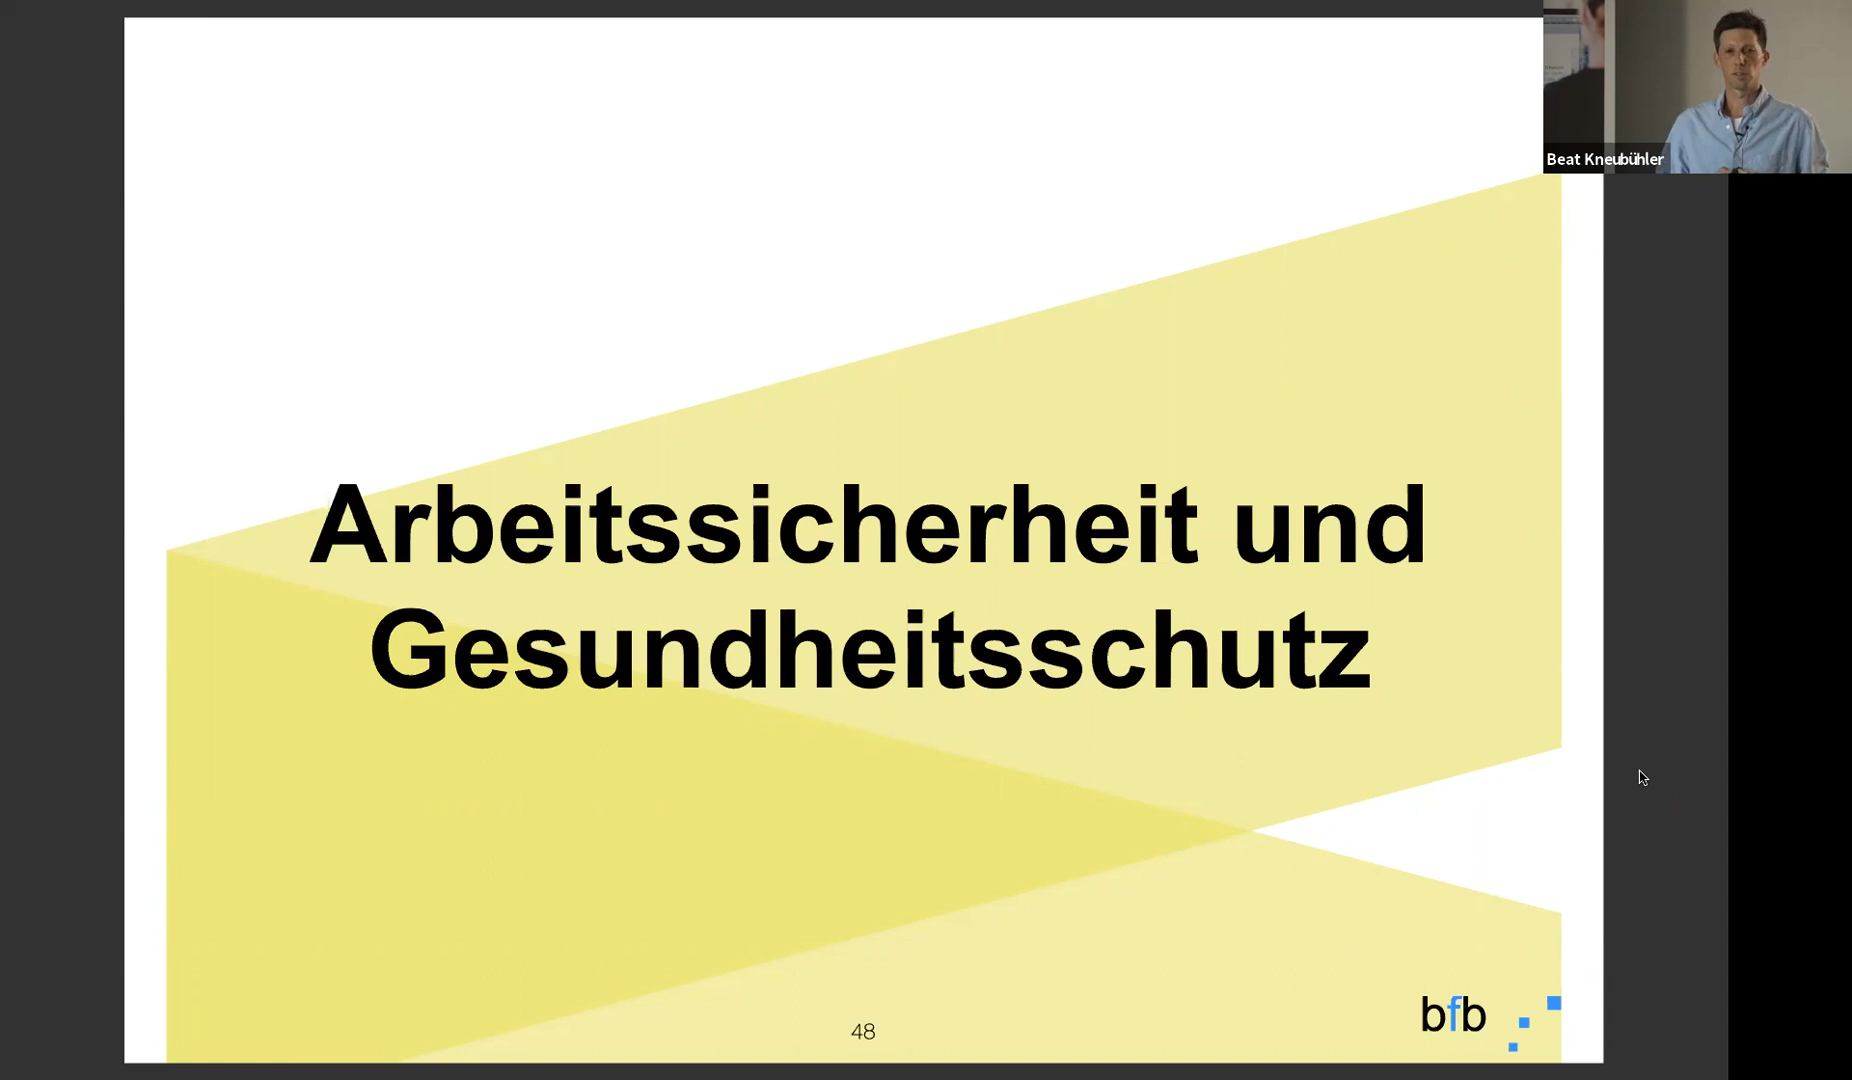 Beat Kneubühler
Arbeitssicherheit und
Gesundheitsschutz
48
bfb